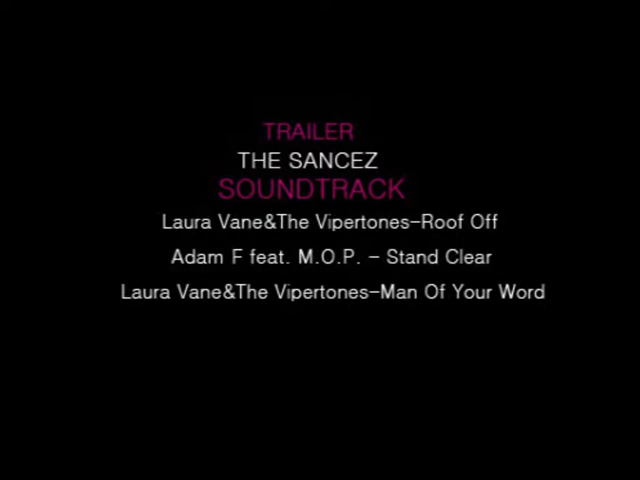 TRAILER
THE SANCEZ
SOUNDTRACK
Laura Vane&The Vipertones-Roof Off
Adam F feat. M.O.P. - Stand Clear
Laura Vane&The Vipertones-Man Of Your Word